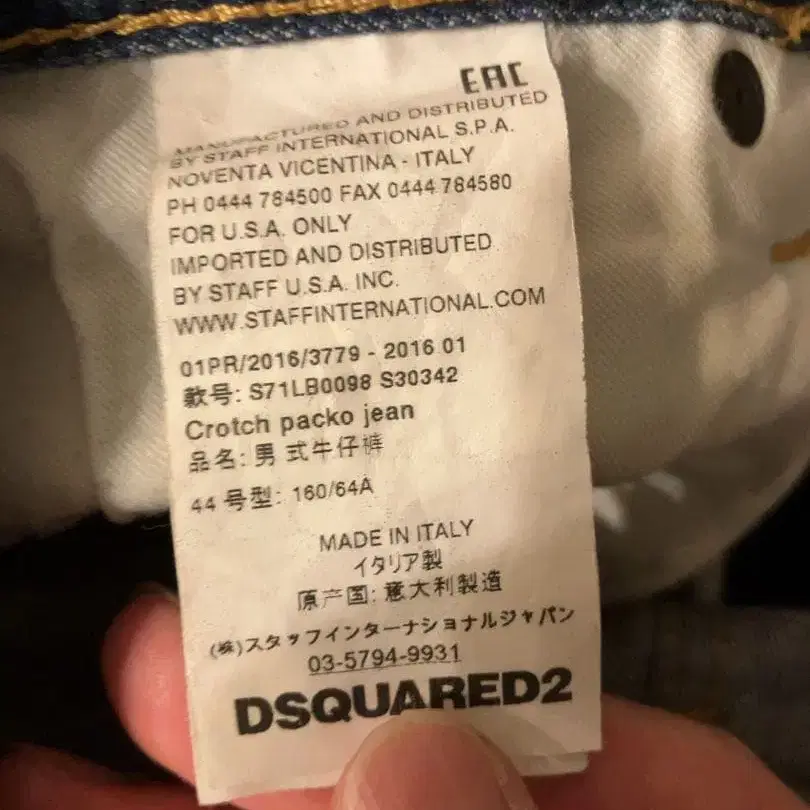 EAC
MANUFACTURED AND DISTRIBUTED
BY STAFF INTERNATIONAL S.P.A.
NOVENTA VICENTINA - ITALY
PH 0444 784500 FAX 0444 784580
FOR U.S.A. ONLY
IMPORTED AND DISTRIBUTED
BY STAFF U.S.A. INC.
WWW.STAFFINTERNATIONAL.COM
01PR/2016/3779 - 2016 01
款号: S71LB0098 S30342
Crotch packo jean
品名: 男 式牛仔裤
44 号型: 160/64A
MADE IN ITALY
イタリア製
原产国: 意大利製造
(株)スタッフインターナショナルジャパン
03-5794-9931
DSQUARED2